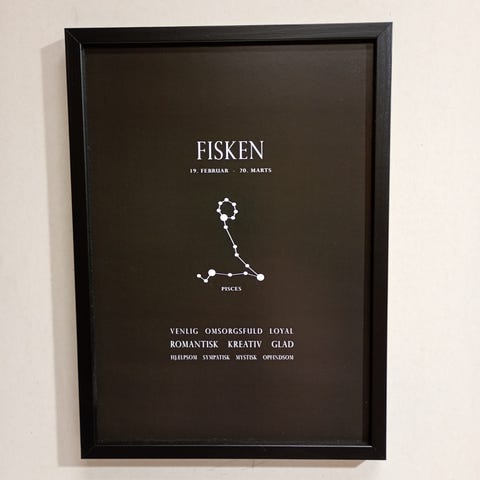 FISKEN
19. FEBRUAR - 20. MARTS
PISCES
VENLIG OMSORGSFULD LOYAL
ROMANTISK KREATIV GLAD
HJÆLPSOM SYMPATISK MYSTISK OPFINDSOM